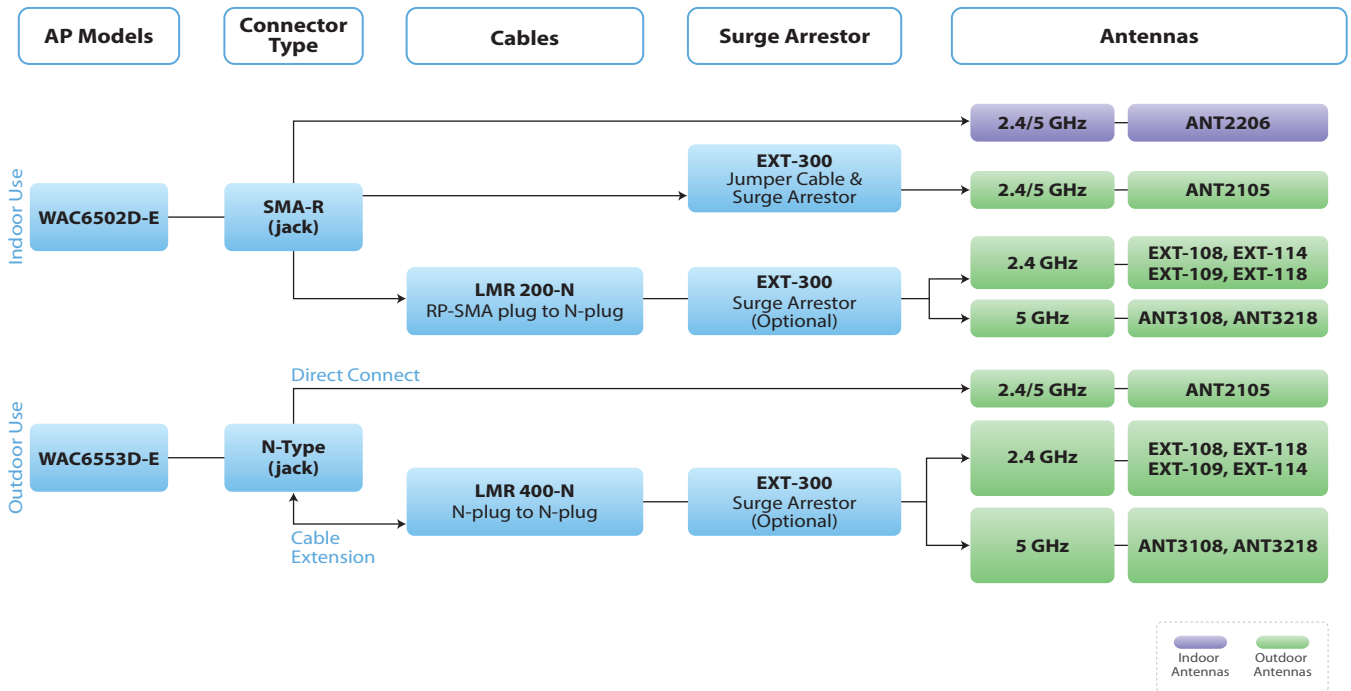 AP Models
Connector
Type
Cables
Surge Arrestor
Antennas
Indoor Use
WAC6502D-E
SMA-R
(jack)
2.4/5 GHz
ANT2206
EXT-300
Jumper Cable &
Surge Arrestor
2.4/5 GHz
ANT2105
LMR 200-N
RP-SMA plug to N-plug
EXT-300
Surge Arrestor
(Optional)
2.4 GHz
EXT-108, EXT-114
EXT-109, EXT-118
5 GHz
ANT3108, ANT3218
Outdoor Use
WAC6553D-E
N-Type
(jack)
Direct Connect
2.4/5 GHz
ANT2105
Cable
Extension
LMR 400-N
N-plug to N-plug
EXT-300
Surge Arrestor
(Optional)
2.4 GHz
EXT-108, EXT-118
EXT-109, EXT-114
5 GHz
ANT3108, ANT3218
Indoor
Antennas
Outdoor
Antennas